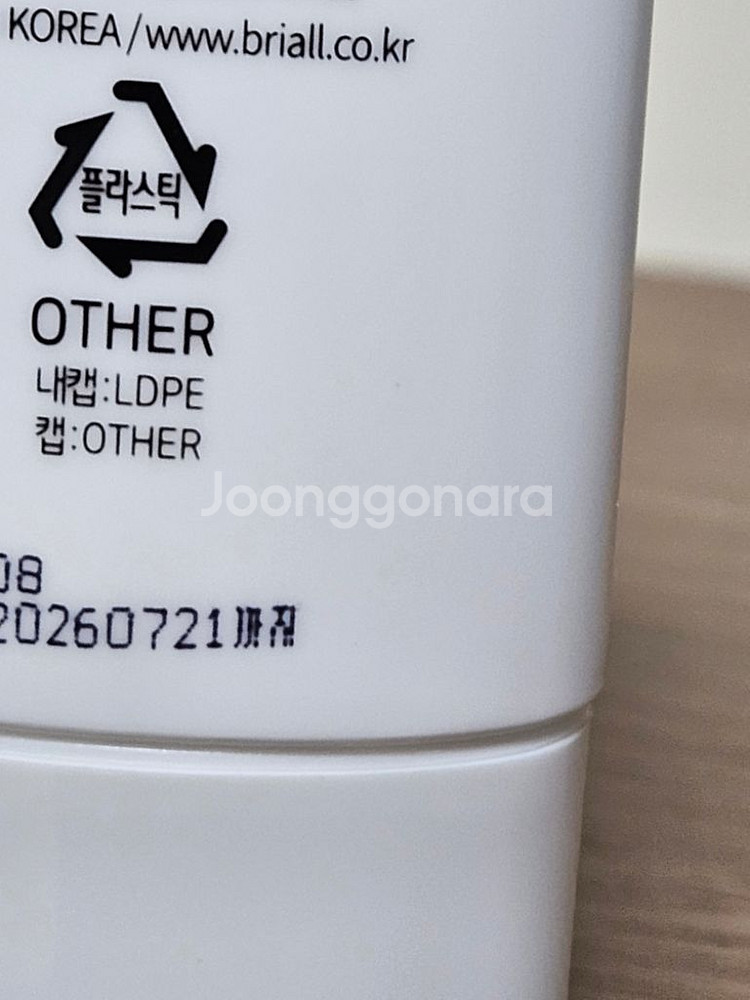 KOREA/www.briall.co.kr
플라스틱
OTHER
내캡:LDPE
캡:OTHER
Joonggonara
08
20260721까지